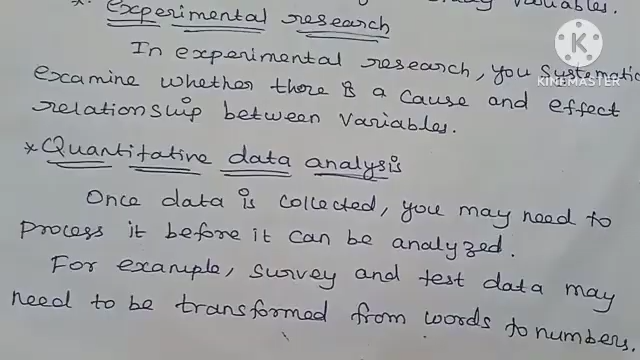 variables.
* experimental research
In experimental research, you systematic
examine whether there is a cause and effect
relationship between variables.
* Quantitative data analysis
Once data is collected, you may need to
process it before it can be analyzed.
For example, survey and test data may
need to be transformed from words to numbers.
KINEMASTER